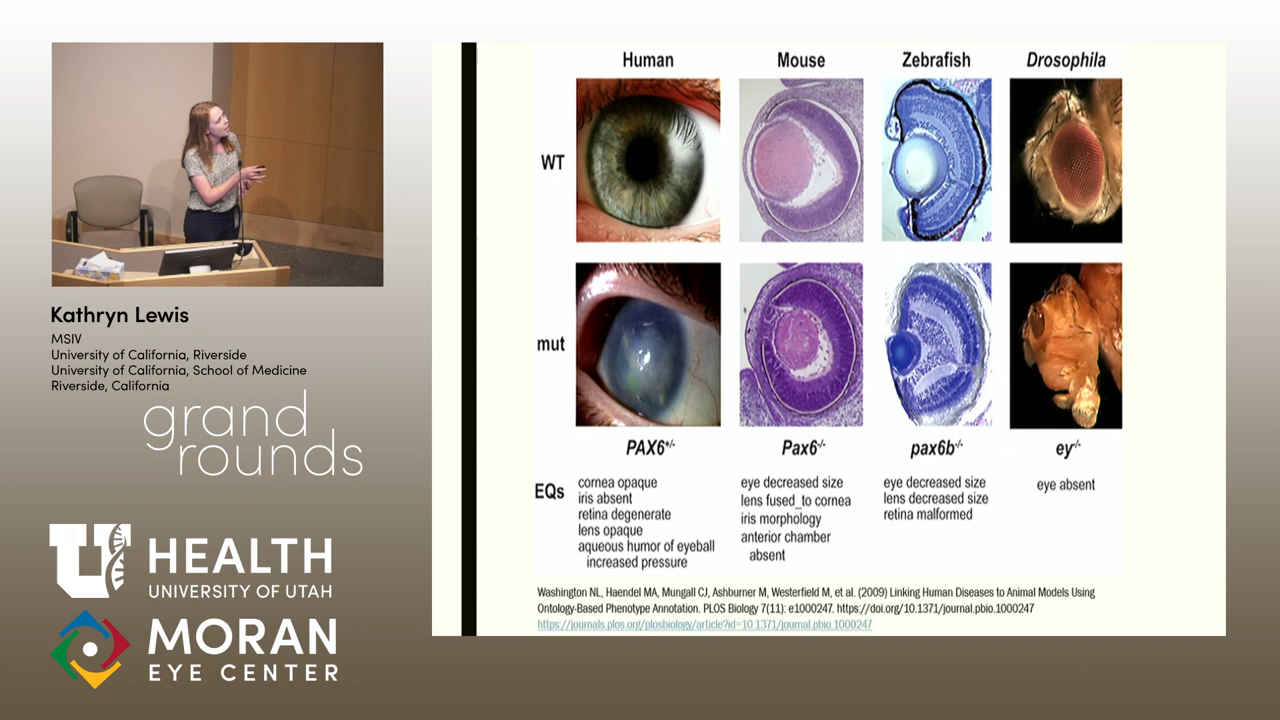 Kathryn Lewis
MSIV
University of California, Riverside
University of California, School of Medicine
Riverside, California
grand
rounds
U
HEALTH
UNIVERSITY OF UTAH
MORAN
EYE CENTER
Human Mouse Zebrafish Drosophila
WT
mut
PAX6+/- Pax6-/- pax6b-/- ey-/-
EQs
cornea opaque
iris absent
retina degenerate
lens opaque
aqueous humor of eyeball
increased pressure
eye decreased size
lens fused_to cornea
iris morphology
anterior chamber
absent
eye decreased size
lens decreased size
retina malformed
eye absent
Washington NL, Haendel MA, Mungall CJ, Ashburner M, Westerfield M, et al. (2009) Linking Human Diseases to Animal Models Using
Ontology-Based Phenotype Annotation. PLOS Biology 7(11): e1000247. https://doi.org/10.1371/journal.pbio.1000247
https://journals.plos.org/plosbiology/article?id=10.1371/journal.pbio.1000247